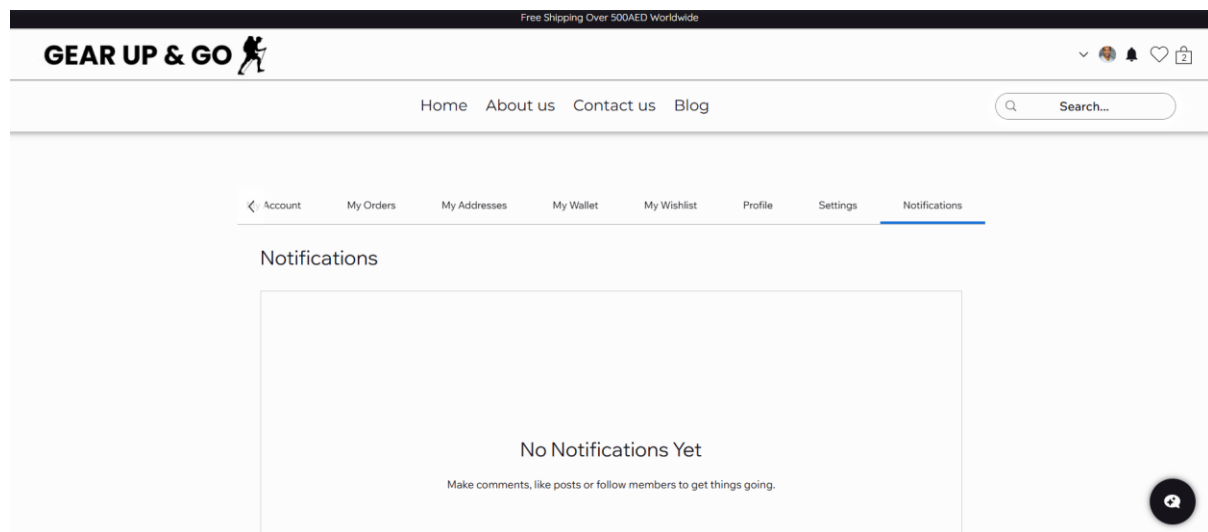 Free Shipping Over 500AED Worldwide
GEAR UP & GO
2
Home About us Contact us Blog
Search...
My Account My Orders My Addresses My Wallet My Wishlist Profile Settings Notifications
Notifications
No Notifications Yet
Make comments, like posts or follow members to get things going.